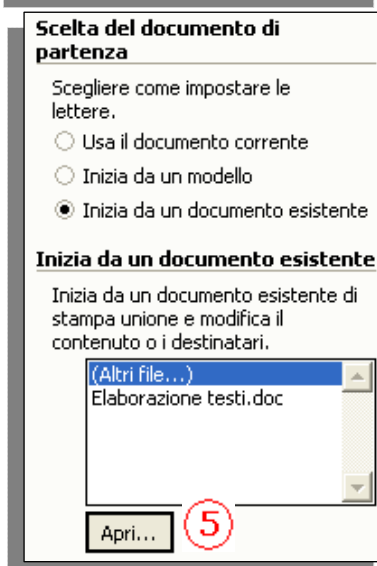 Scelta del documento di
partenza
Scegliere come impostare le
lettere.
Usa il documento corrente
Inizia da un modello
Inizia da un documento esistente
Inizia da un documento esistente
Inizia da un documento esistente di
stampa unione e modifica il
contenuto o i destinatari.
(Altri file...)
Elaborazione testi.doc
Apri...
5